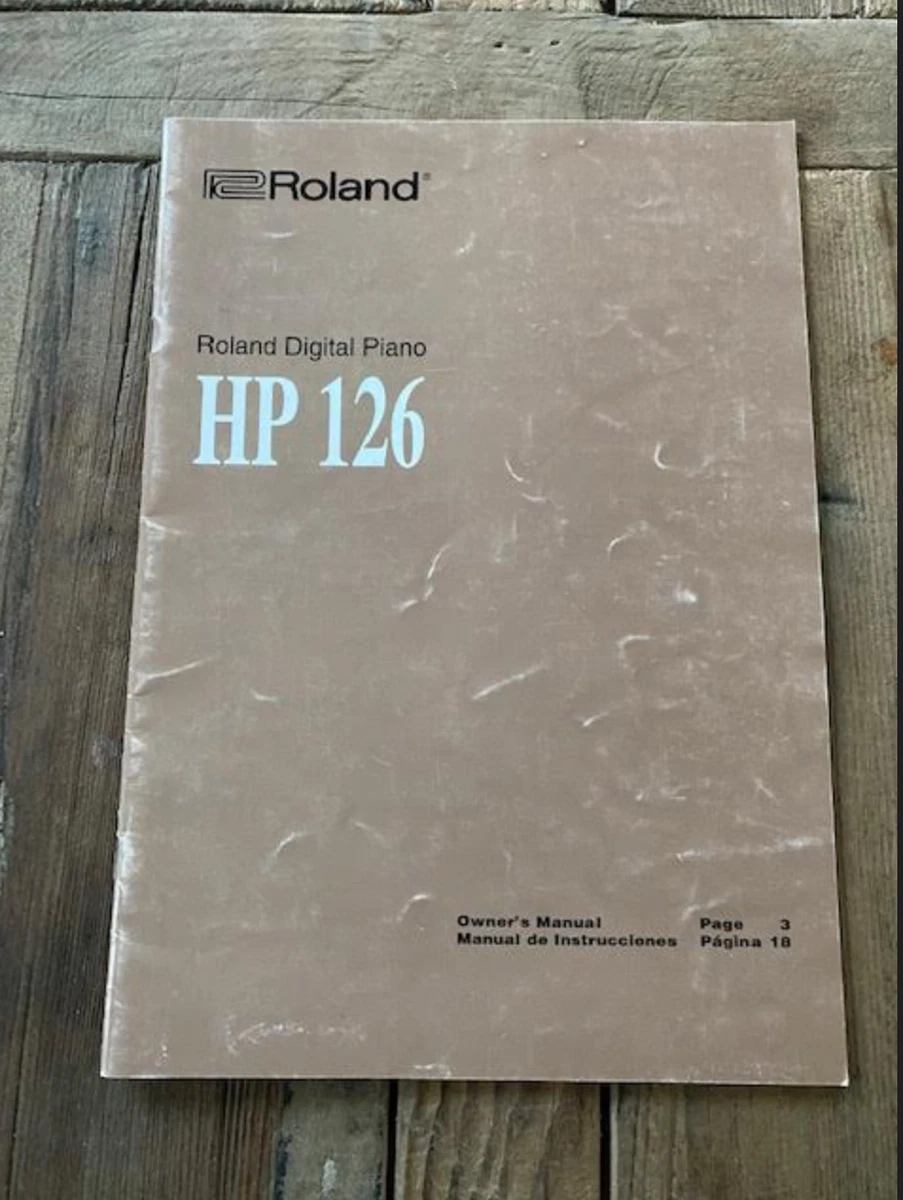 Roland®
Roland Digital Piano
HP 126
Owner's Manual Page 3
Manual de Instrucciones Página 18